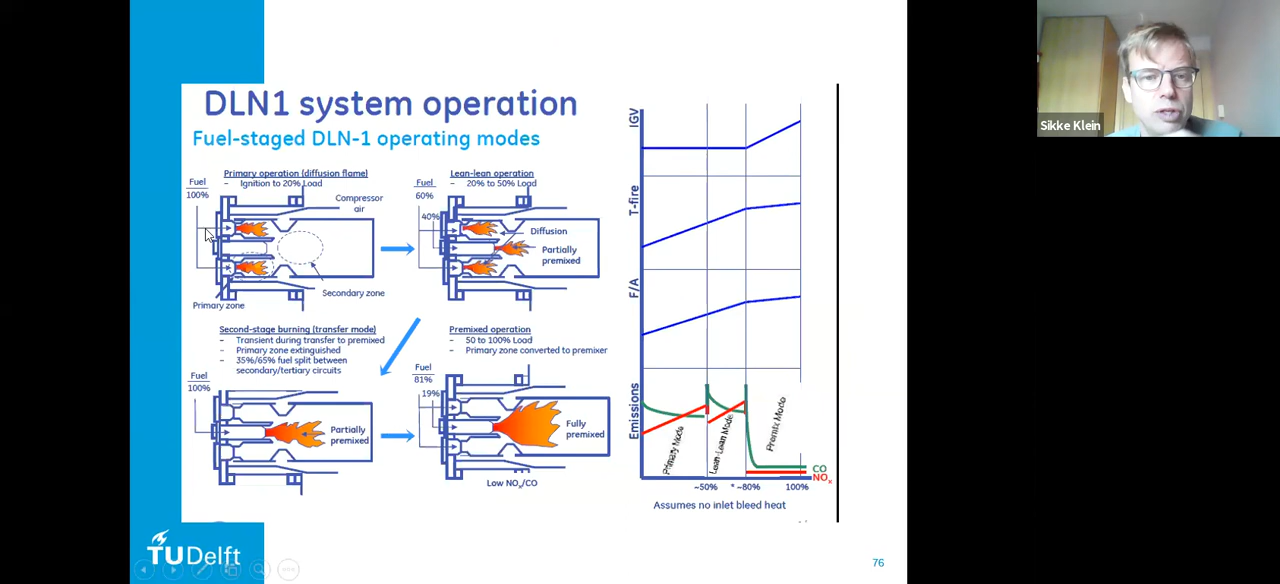 DLN1 system operation
Fuel-staged DLN-1 operating modes
Primary operation (diffusion flame)
- Ignition to 20% Load
Fuel
100%
Compressor
air
Secondary zone
Primary zone
Lean-lean operation
- 20% to 50% Load
Fuel
60%
40%
Diffusion
Partially
premixed
Second-stage burning (transfer mode)
- Transient during transfer to premixed
- Primary zone extinguished
- 35%/65% fuel split between
secondary/tertiary circuits
Fuel
100%
Partially
premixed
Premixed operation
- 50 to 100% Load
- Primary zone converted to premixer
Fuel
81%
19%
Fully
premixed
Low NOx/CO
IGV
T-fire
F/A
Emissions
Primary Mode
Lean-Lean Mode
Premix Mode
CO
NOx
~50%
* ~80%
100%
Assumes no inlet bleed heat
TUDelft
76
Sikke Klein